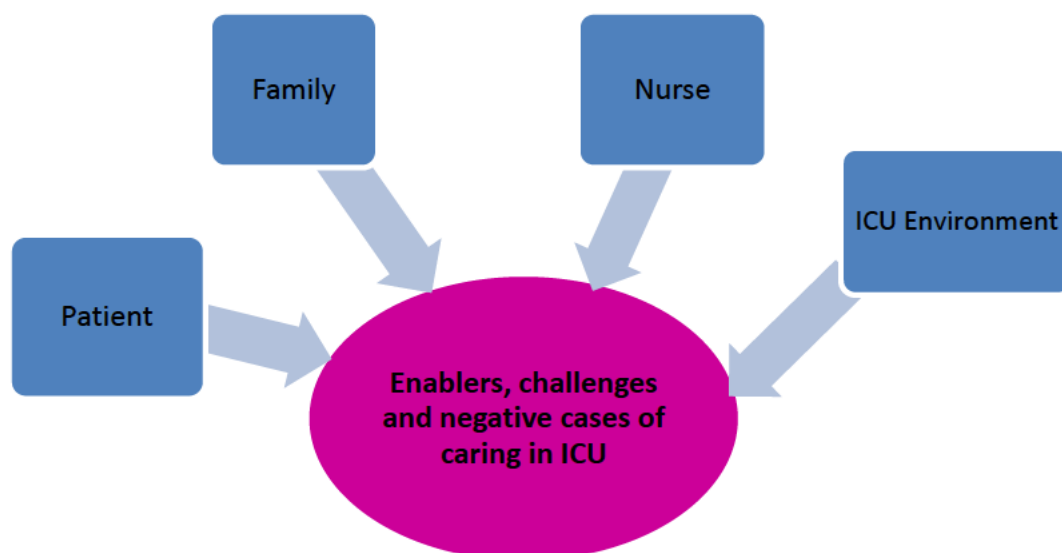 Family
Nurse
ICU Environment
Patient
Enablers, challenges
and negative cases of
caring in ICU